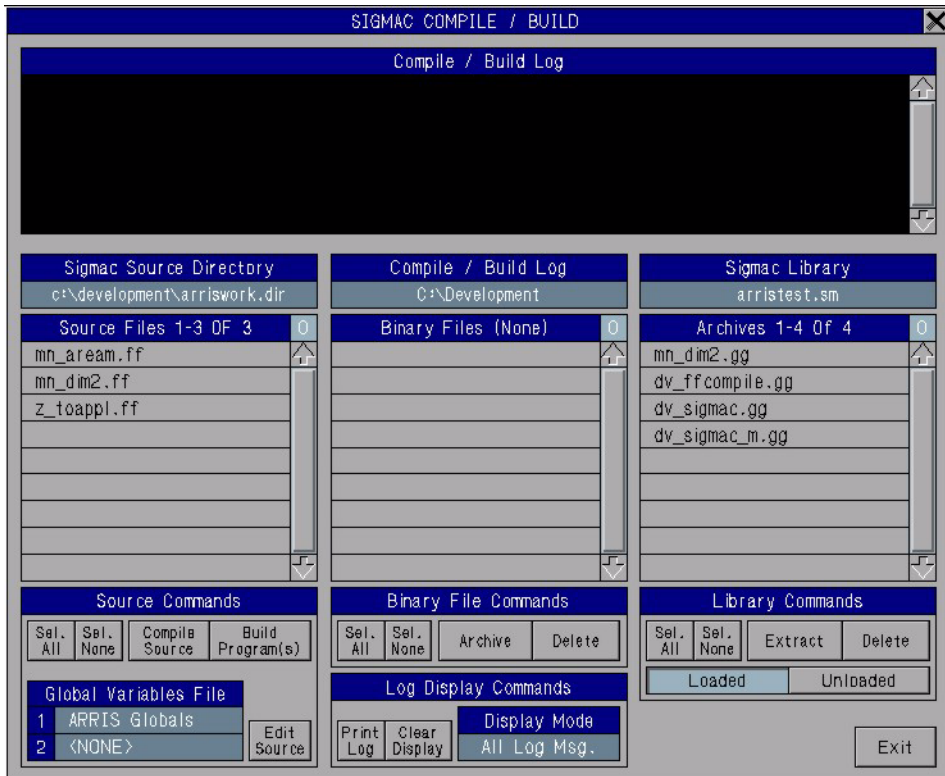 SIGMAC COMPILE / BUILD
Compile / Build Log
Sigmac Source Directory
c:\development\arriswork.dir
Compile / Build Log
C:\Development
Sigmac Library
arristest.sm
Source Files 1-3 OF 3 0
mn_aream.ff
mn_dim2.ff
z_toappl.ff
Binary Files (None) 0
Archives 1-4 Of 4 0
mn_dim2.gg
dv_ffcompile.gg
dv_sigmac.gg
dv_sigmac_m.gg
Source Commands
Sel. All
Sel. None
Compile Source
Build Program(s)
Global Variables File
1 ARRIS Globals
2 <NONE>
Edit Source
Binary File Commands
Sel. All
Sel. None
Archive
Delete
Log Display Commands
Print Log
Clear Display
Display Mode
All Log Msg.
Library Commands
Sel. All
Sel. None
Extract
Delete
Loaded
Unloaded
Exit